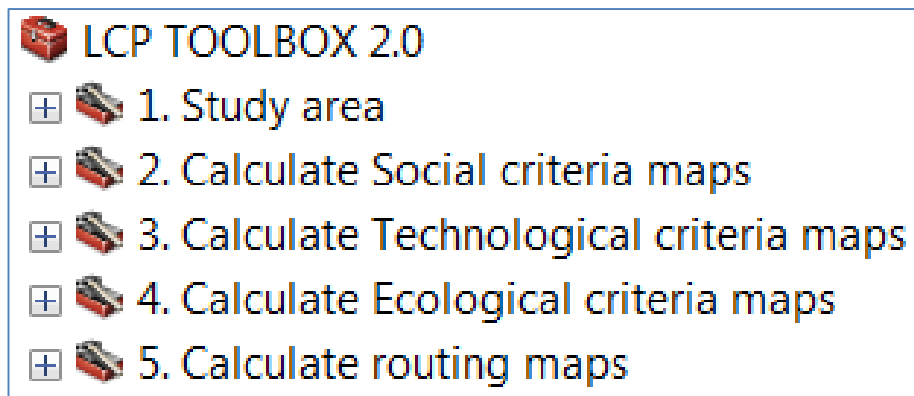 LCP TOOLBOX 2.0
1. Study area
2. Calculate Social criteria maps
3. Calculate Technological criteria maps
4. Calculate Ecological criteria maps
5. Calculate routing maps